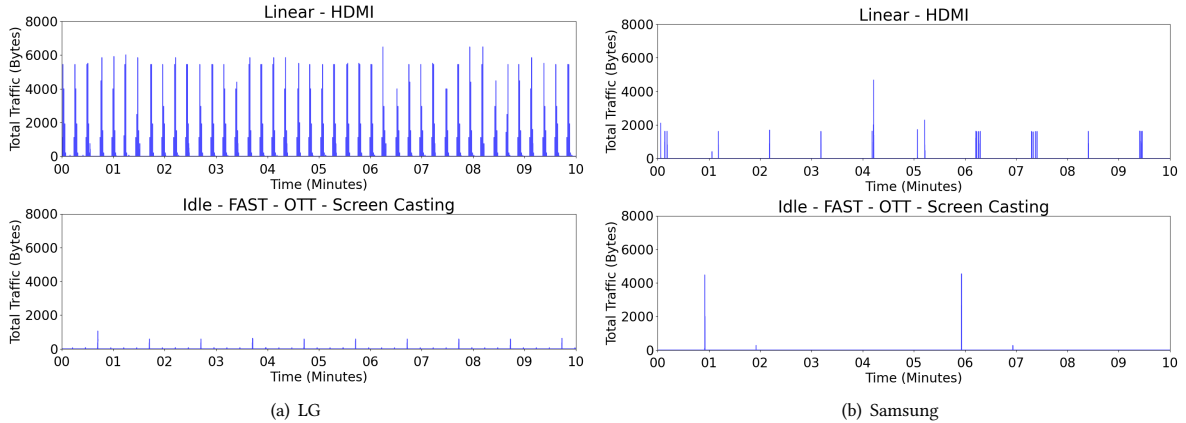 Linear - HDMI
8000
6000
4000
2000
0
Total Traffic (Bytes)
00 01 02 03 04 05 06 07 08 09 10
Time (Minutes)
Idle - FAST - OTT - Screen Casting
8000
6000
4000
2000
0
Total Traffic (Bytes)
00 01 02 03 04 05 06 07 08 09 10
Time (Minutes)
(a) LG
Linear - HDMI
8000
6000
4000
2000
0
Total Traffic (Bytes)
00 01 02 03 04 05 06 07 08 09 10
Time (Minutes)
Idle - FAST - OTT - Screen Casting
8000
6000
4000
2000
0
Total Traffic (Bytes)
00 01 02 03 04 05 06 07 08 09 10
Time (Minutes)
(b) Samsung